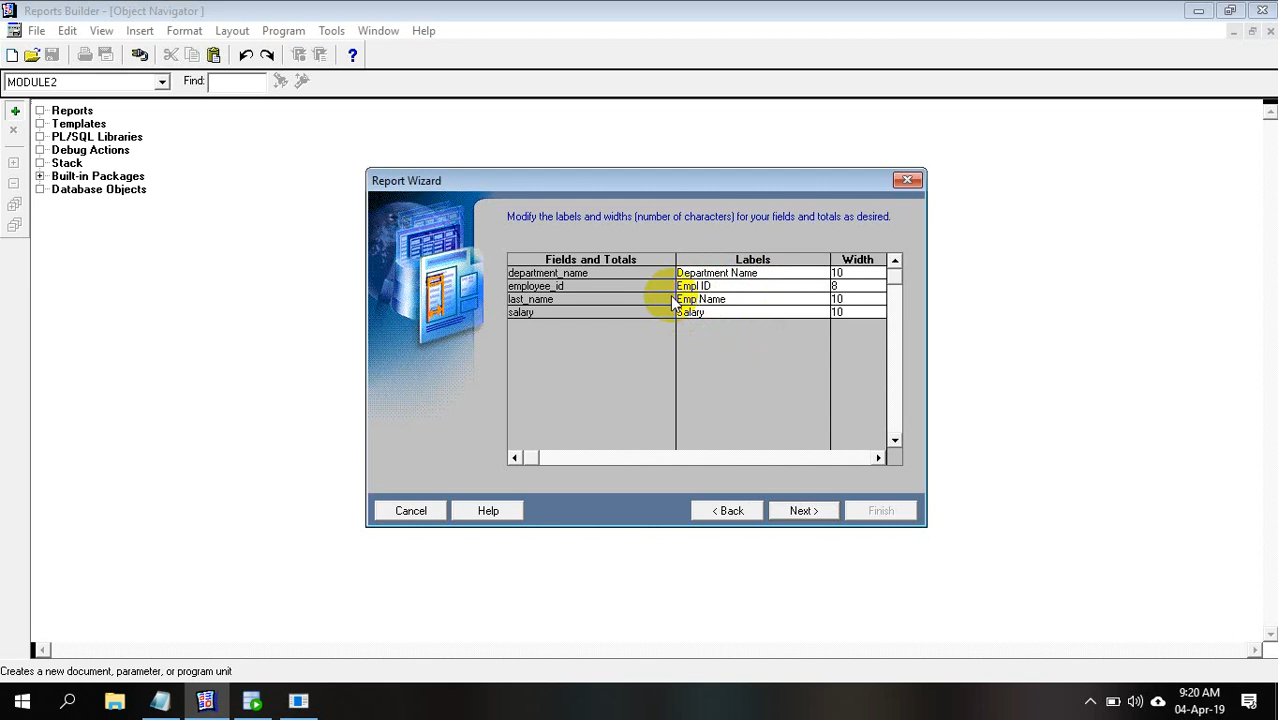 Reports Builder - [Object Navigator ]
File Edit View Insert Format Layout Program Tools Window Help
MODULE2 Find:
Reports
Templates
PL/SQL Libraries
Debug Actions
Stack
Built-in Packages
Database Objects
Report Wizard
Modify the labels and widths (number of characters) for your fields and totals as desired.
Fields and Totals Labels Width
department_name Department Name 10
employee_id Empl ID 8
last_name Emp Name 10
salary Salary 10
Cancel Help < Back Next > Finish
Creates a new document, parameter, or program unit
9:20 AM
04-Apr-19